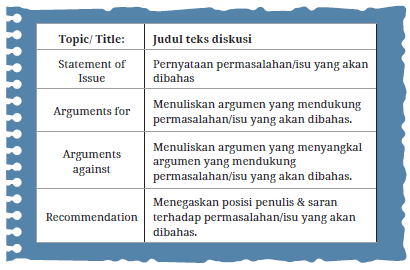 Topic/ Title: Judul teks diskusi
Statement of Issue
Pernyataan permasalahan/isu yang akan
dibahas
Arguments for
Menuliskan argumen yang mendukung
permasalahan/isu yang akan dibahas.
Arguments
against
Menuliskan argumen yang menyangkal
argumen yang mendukung
permasalahan/isu yang akan dibahas.
Recommendation
Menegaskan posisi penulis & saran
terhadap permasalahan/isu yang akan
dibahas.